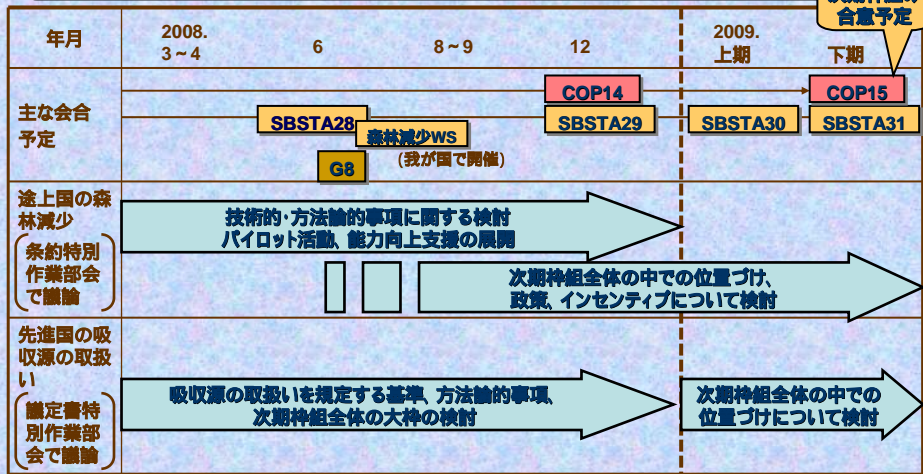 合意予定
年月
2008.
3~4
6
8~9
12
2009.
上期
下期
主な会合
予定
COP14
COP15
SBSTA28
SBSTA29
SBSTA30
SBSTA31
森林減少WS
(我が国で開催)
G8
途上国の森
林減少
条約特別
作業部会
で議論
技術的・方法論的事項に関する検討
パイロット活動、能力向上支援の展開
次期枠組全体の中での位置づけ、
政策、インセンティブについて検討
先進国の吸
収源の取扱
い
議定書特
別作業部
会で議論
吸収源の取扱いを規定する基準、方法論的事項、
次期枠組全体の大枠の検討
次期枠組全体の中での
位置づけについて検討